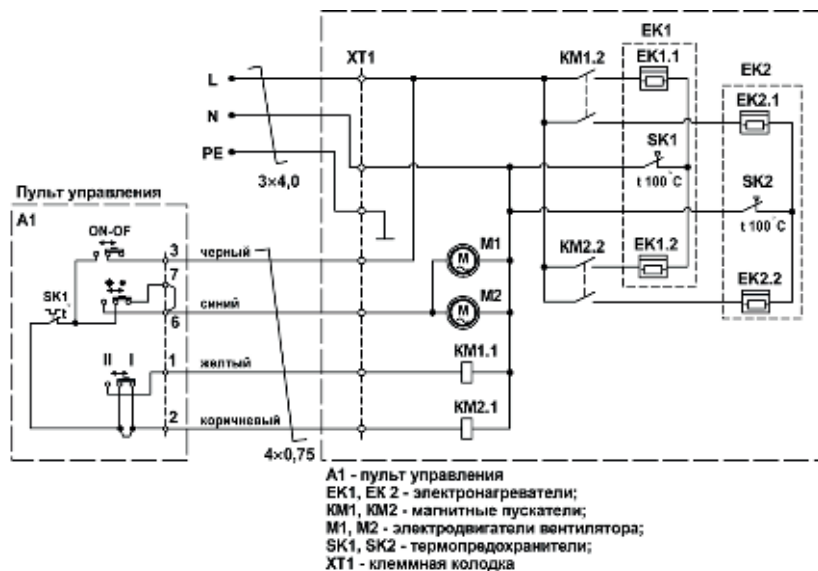 EK1
XT1
KM1.2
EK1.1
EK2
L
EK2.1
N
SK1
PE
t 100°C
SK2
3×4,0
t 100°C
Пульт управления
A1
ON-OF
3
черный
M1
M
KM2.2
EK1.2
7
SK1
t°
синий
M2
M
EK2.2
6
II I
1
желтый
KM1.1
2
коричневый
KM2.1
4×0,75
A1 - пульт управления
EK1, EK 2 - электронагреватели;
KM1, KM2 - магнитные пускатели;
M1, M2 - электродвигатели вентилятора;
SK1, SK2 - термопредохранители;
XT1 - клеммная колодка